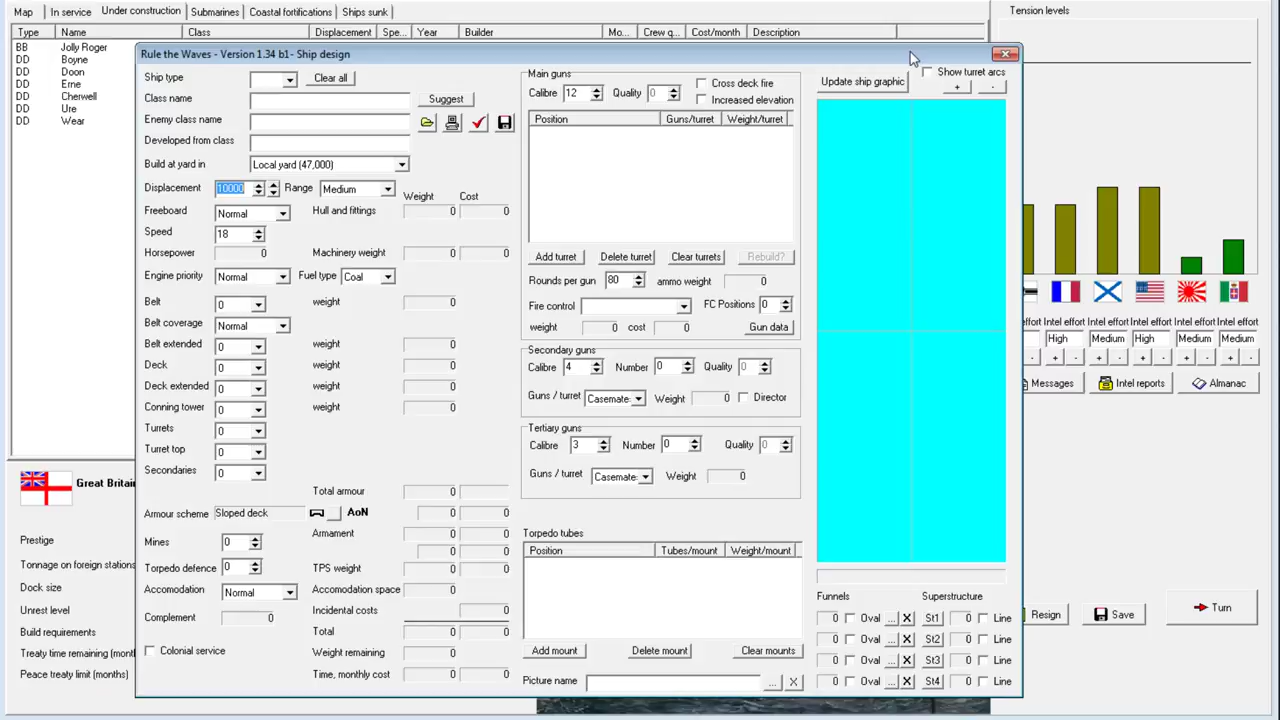 Map In service Under construction Submarines Coastal fortifications Ships sunk
Type Name Class Displacement Spe... Year Builder Mo... Crew q... Cost/month Description
BB Jolly Roger
DD Boyne
DD Doon
DD Erne
DD Cherwell
DD Ure
DD Wear
Tension levels
Rule the Waves - Version 1.34 b1- Ship design
Ship type Clear all
Class name Suggest
Enemy class name
Developed from class
Build at yard in Local yard (47,000)
Displacement 10000 Range Medium
Weight Cost
Freeboard Normal Hull and fittings 0 0
Speed 18
Horsepower 0 Machinery weight 0 0
Engine priority Normal Fuel type Coal
Belt 0 weight 0
Belt coverage Normal
Belt extended 0 weight 0
Deck 0 weight 0
Deck extended 0 weight 0
Conning tower 0 weight 0
Turrets 0
Turret top 0
Secondaries 0
Total armour 0
Armour scheme Sloped deck AoN 0 0
Armament 0 0
Mines 0
0 0
Torpedo defence 0 TPS weight 0 0
Accomodation Normal Accomodation space 0
Incidental costs 0
Complement 0
Total 0 0
Colonial service Weight remaining 0
Time, monthly cost 0 0
Main guns
Calibre 12 Quality 0 Cross deck fire
Increased elevation
Position Guns/turret Weight/turret
Add turret Delete turret Clear turrets Rebuild?
Rounds per gun 80 ammo weight 0
Fire control FC Positions 0
weight 0 cost 0 Gun data
Secondary guns
Calibre 4 Number 0 Quality 0
Guns / turret Casemate: Weight 0 Director
Tertiary guns
Calibre 3 Number 0 Quality 0
Guns / turret Casemate: Weight 0
Torpedo tubes
Position Tubes/mount Weight/mount
Add mount Delete mount Clear mounts
Picture name ... X
Update ship graphic Show turret arcs
+ -
Funnels Superstructure
0 Oval ... X St1 0 Line
0 Oval ... X St2 0 Line
0 Oval ... X St3 0 Line
0 Oval ... X St4 0 Line
effort Intel effort Intel effort Intel effort Intel effort Intel effort
High Medium High Medium Medium
- + - + - + - + - + -
Messages Intel reports Almanac
Great Britai
Prestige
Tonnage on foreign stations
Dock size
Unrest level
Build requirements
Treaty time remaining (mont
Peace treaty limit (months)
Resign Save Turn